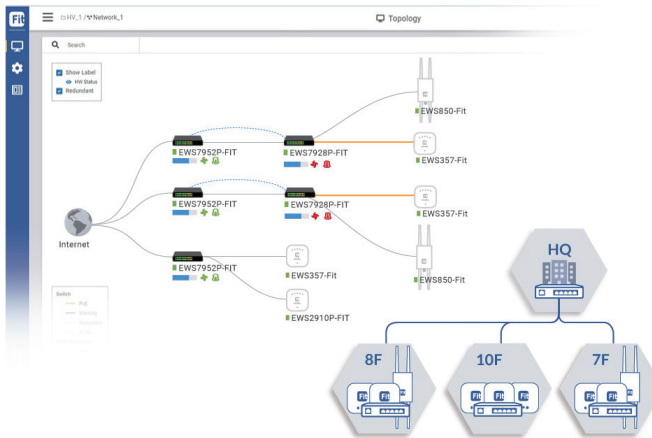 Fit
HV_1 / Network_1
Topology
Search
Show Label
HW Status
Redundant
EWS850-Fit
EWS7952P-FIT
EWS7928P-FIT
EWS357-Fit
EWS7952P-FIT
EWS7928P-FIT
EWS357-Fit
Internet
EWS7952P-FIT
EWS357-Fit
EWS850-Fit
EWS2910P-FIT
Switch
PoE
Warning
HQ
8F
10F
7F
Fit
Fit
Fit
Fit
Fit
Fit
Fit